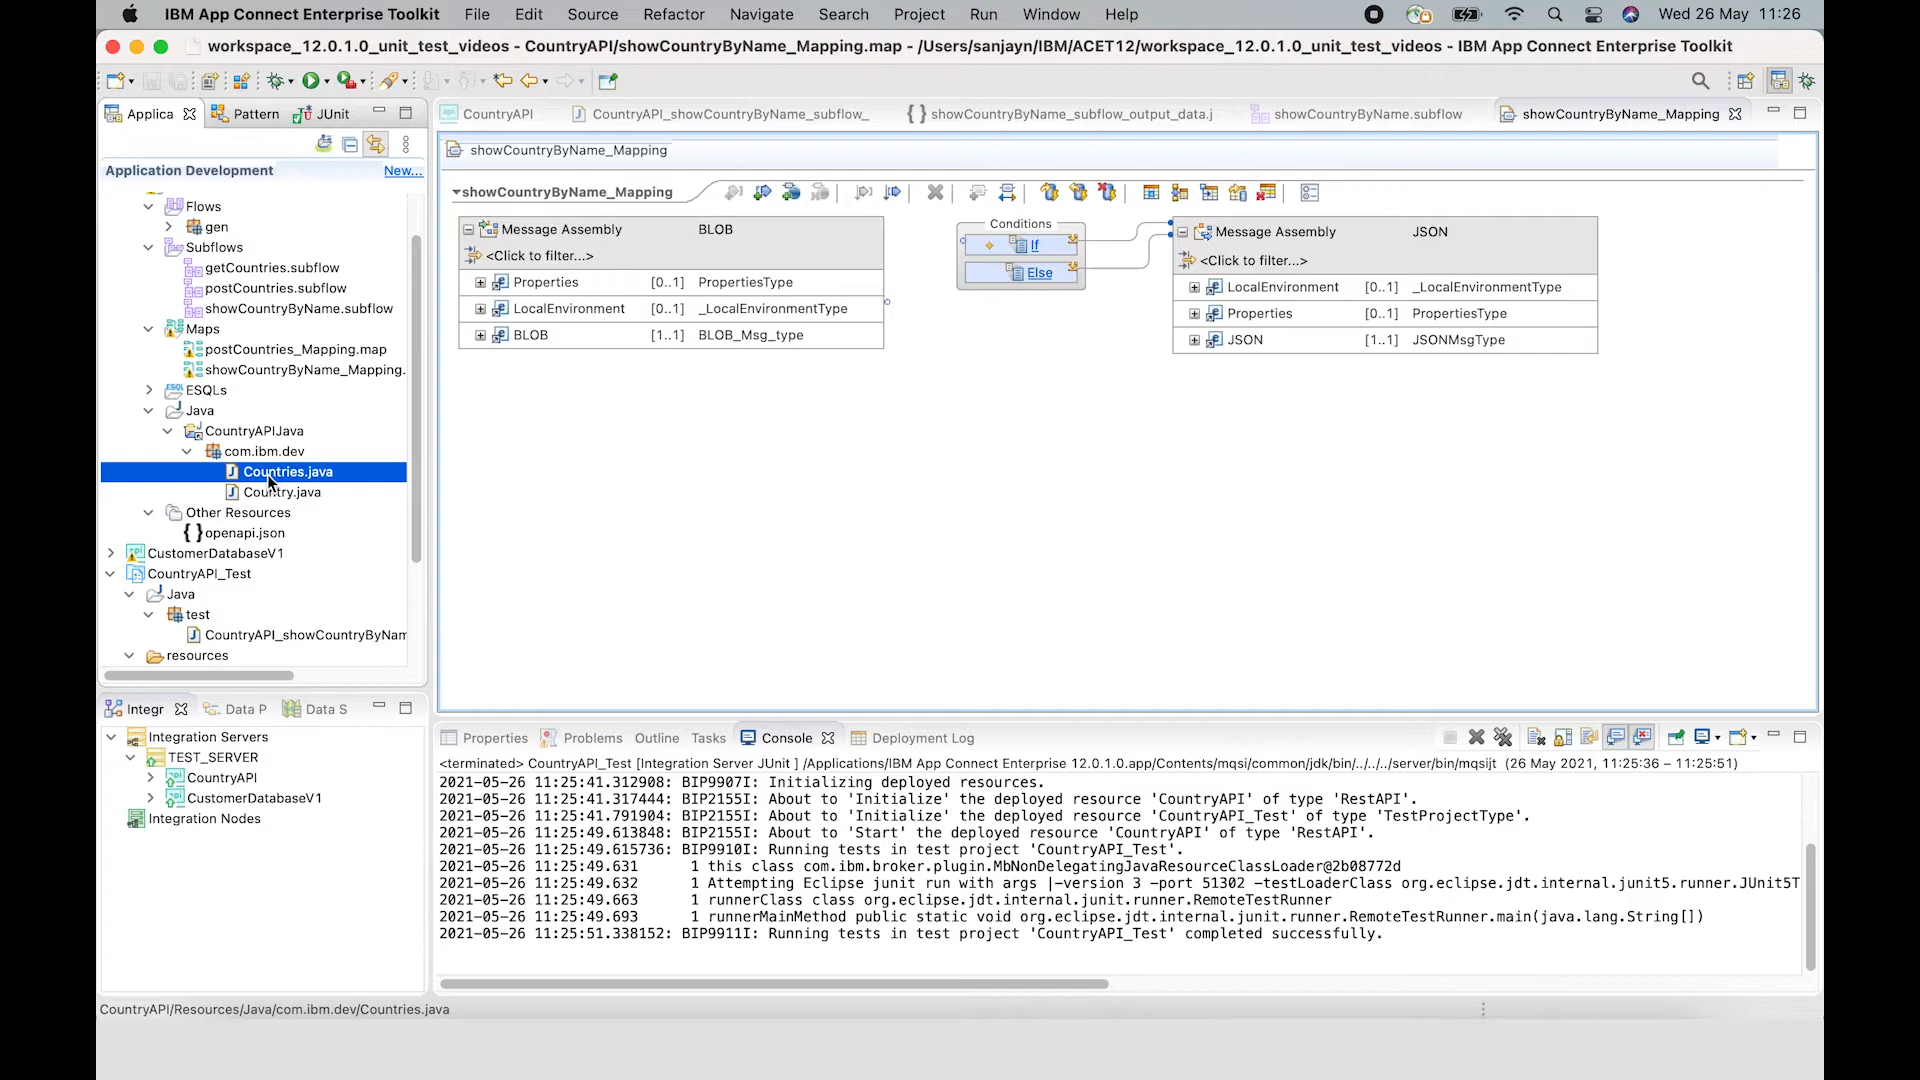 IBM App Connect Enterprise Toolkit File Edit Source Refactor Navigate Search Project Run Window Help Wed 26 May 11:26
workspace_12.0.1.0_unit_test_videos - CountryAPI/showCountryByName_Mapping.map - /Users/sanjayn/IBM/ACET12/workspace_12.0.1.0_unit_test_videos - IBM App Connect Enterprise Toolkit
Applica Pattern JUnit
CountryAPI CountryAPI_showCountryByName_subflow_ showCountryByName_subflow_output_data.j showCountryByName.subflow showCountryByName_Mapping
Application Development New...
Flows
gen
Subflows
getCountries.subflow
postCountries.subflow
showCountryByName.subflow
Maps
postCountries_Mapping.map
showCountryByName_Mapping.
ESQLs
Java
CountryAPIJava
com.ibm.dev
Countries.java
Country.java
Other Resources
openapi.json
CustomerDatabaseV1
CountryAPI_Test
Java
test
CountryAPI_showCountryByNam
resources
showCountryByName_Mapping
showCountryByName_Mapping
Message Assembly BLOB
<Click to filter...>
Properties [0..1] PropertiesType
LocalEnvironment [0..1] _LocalEnvironmentType
BLOB [1..1] BLOB_Msg_type
Conditions
If
Else
Message Assembly JSON
<Click to filter...>
LocalEnvironment [0..1] _LocalEnvironmentType
Properties [0..1] PropertiesType
JSON [1..1] JSONMsgType
Integr Data P Data S
Integration Servers
TEST_SERVER
CountryAPI
CustomerDatabaseV1
Integration Nodes
Properties Problems Outline Tasks Console Deployment Log
<terminated> CountryAPI_Test [Integration Server JUnit ] /Applications/IBM App Connect Enterprise 12.0.1.0.app/Contents/mqsi/common/jdk/bin/../../../server/bin/mqsijt (26 May 2021, 11:25:36 – 11:25:51)
2021-05-26 11:25:41.312908: BIP9907I: Initializing deployed resources.
2021-05-26 11:25:41.317444: BIP2155I: About to 'Initialize' the deployed resource 'CountryAPI' of type 'RestAPI'.
2021-05-26 11:25:41.791904: BIP2155I: About to 'Initialize' the deployed resource 'CountryAPI_Test' of type 'TestProjectType'.
2021-05-26 11:25:49.613848: BIP2155I: About to 'Start' the deployed resource 'CountryAPI' of type 'RestAPI'.
2021-05-26 11:25:49.615736: BIP9910I: Running tests in test project 'CountryAPI_Test'.
2021-05-26 11:25:49.631 1 this class com.ibm.broker.plugin.MbNonDelegatingJavaResourceClassLoader@2b08772d
2021-05-26 11:25:49.632 1 Attempting Eclipse junit run with args |-version 3 -port 51302 -testLoaderClass org.eclipse.jdt.internal.junit5.runner.JUnit5T
2021-05-26 11:25:49.663 1 runnerClass class org.eclipse.jdt.internal.junit.runner.RemoteTestRunner
2021-05-26 11:25:49.693 1 runnerMainMethod public static void org.eclipse.jdt.internal.junit.runner.RemoteTestRunner.main(java.lang.String[])
2021-05-26 11:25:51.338152: BIP9911I: Running tests in test project 'CountryAPI_Test' completed successfully.
CountryAPI/Resources/Java/com.ibm.dev/Countries.java